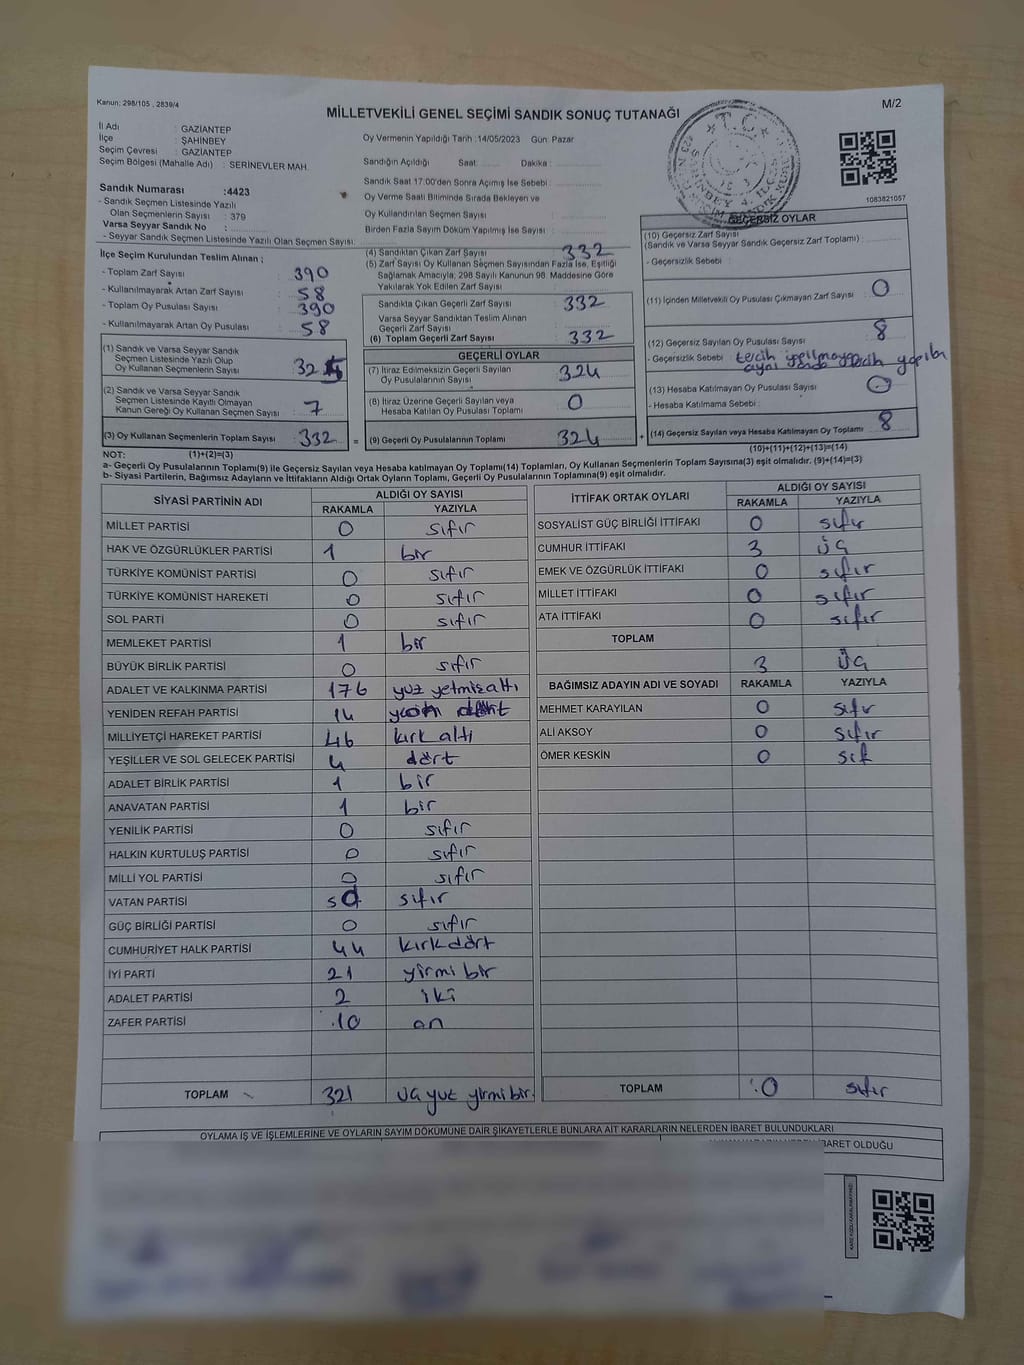 Kanun: 298/105 , 2839/4
MİLLETVEKİLİ GENEL SEÇİMİ SANDIK SONUÇ TUTANAĞI
M/2
İl Adı : GAZİANTEP
İlçe : ŞAHİNBEY
Seçim Çevresi : GAZİANTEP
Seçim Bölgesi (Mahalle Adı) : SERİNEVLER MAH.
Sandık Numarası :4423
- Sandık Seçmen Listesinde Yazılı
Olan Seçmenlerin Sayısı : 379
Varsa Seyyar Sandık No :
- Seyyar Sandık Seçmen Listesinde Yazılı Olan Seçmen Sayısı:
Oy Vermenin Yapıldığı Tarih :14/05/2023 Gün: Pazar
Sandığın Açıldığı Saat: Dakika :
Sandık Saat 17:00'den Sonra Açımış İse Sebebi :
Oy Verme Saati Bitiminde Sırada Bekleyen ve
Oy Kullandırılan Seçmen Sayısı :
Birden Fazla Sayım Döküm Yapılmış İse Sayısı :
T.C.
1083821057
İlçe Seçim Kurulundan Teslim Alınan ;
- Toplam Zarf Sayısı 390
- Kullanılmayarak Artan Zarf Sayısı 58
- Toplam Oy Pusulası Sayısı 390
- Kullanılmayarak Artan Oy Pusulası 58
(1) Sandık ve Varsa Seyyar Sandık
Seçmen Listesinde Yazılı Olup
Oy Kullanan Seçmenlerin Sayısı : 325
(2) Sandık ve Varsa Seyyar Sandık
Seçmen Listesinde Kayıtlı Olmayan
Kanun Gereği Oy Kullanan Seçmen Sayısı : 7
(3) Oy Kullanan Seçmenlerin Toplam Sayısı : 332 =
(4) Sandıktan Çıkan Zarf Sayısı : 332
(5) Zarf Sayısı Oy Kullanan Seçmen Sayısından Fazla İse, Eşitliği
Sağlamak Amacıyla, 298 Sayılı Kanunun 98. Maddesine Göre
Yakılarak Yok Edilen Zarf Sayısı :
Sandıkta Çıkan Geçerli Zarf Sayısı : 332
Varsa Seyyar Sandıktan Teslim Alınan
Geçerli Zarf Sayısı :
(6) Toplam Geçerli Zarf Sayısı : 332
GEÇERLİ OYLAR
(7) İtiraz Edilmeksizin Geçerli Sayılan
Oy Pusulalarının Sayısı : 324
(8) İtiraz Üzerine Geçerli Sayılan veya
Hesaba Katılan Oy Pusulası Toplamı : 0
(9) Geçerli Oy Pusulalarının Toplamı : 324 +
GEÇERSİZ OYLAR
(10) Geçersiz Zarf Sayısı
(Sandık ve Varsa Seyyar Sandık Geçersiz Zarf Toplamı) :
- Geçersizlik Sebebi :
(11) İçinden Milletvekili Oy Pusulası Çıkmayan Zarf Sayısı : 0
(12) Geçersiz Sayılan Oy Pusulası Sayısı : 8
- Geçersizlik Sebebi :
(13) Hesaba Katılmayan Oy Pusulası Sayısı : 0
- Hesaba Katılmama Sebebi :
(14) Geçersiz Sayılan veya Hesaba Katılmayan Oy Toplamı : 8
NOT: (1)+(2)=(3) (10)+(11)+(12)+(13)=(14)
a- Geçerli Oy Pusulalarının Toplamı(9) ile Geçersiz Sayılan veya Hesaba katılmayan Oy Toplamı(14) Toplamları, Oy Kullanan Seçmenlerin Toplam Sayısına(3) eşit olmalıdır. (9)+(14)=(3)
b- Siyasi Partilerin, Bağımsız Adayların ve İttifakların Aldığı Ortak Oyların Toplamı, Geçerli Oy Pusulalarının Toplamına(9) eşit olmalıdır.
SİYASİ PARTİNİN ADI ALDIĞI OY SAYISI
RAKAMLA YAZIYLA
MİLLET PARTİSİ 0 sıfır
HAK VE ÖZGÜRLÜKLER PARTİSİ 1 bir
TÜRKİYE KOMÜNİST PARTİSİ 0 sıfır
TÜRKİYE KOMÜNİST HAREKETİ 0 sıfır
SOL PARTİ 0 sıfır
MEMLEKET PARTİSİ 1 bir
BÜYÜK BİRLİK PARTİSİ 0 sıfır
ADALET VE KALKINMA PARTİSİ 176 yuz yetmişaltı
YENİDEN REFAH PARTİSİ 14
MİLLİYETÇİ HAREKET PARTİSİ 46 kırk altı
YEŞİLLER VE SOL GELECEK PARTİSİ 4 dört
ADALET BİRLİK PARTİSİ 1 bir
ANAVATAN PARTİSİ 1 bir
YENİLİK PARTİSİ 0 sıfır
HALKIN KURTULUŞ PARTİSİ 0 sıfır
MİLLİ YOL PARTİSİ 0 sıfır
VATAN PARTİSİ 0 sıfır
GÜÇ BİRLİĞİ PARTİSİ 0 sıfır
CUMHURİYET HALK PARTİSİ 44 kırkdört
İYİ PARTİ 21 yirmi bir
ADALET PARTİSİ 2 iki
ZAFER PARTİSİ 10 on
TOPLAM 321 üç yuz yirmi bir
İTTİFAK ORTAK OYLARI ALDIĞI OY SAYISI
RAKAMLA YAZIYLA
SOSYALİST GÜÇ BİRLİĞİ İTTİFAKI 0 sıfır
CUMHUR İTTİFAKI 3 üç
EMEK VE ÖZGÜRLÜK İTTİFAKI 0 sıfır
MİLLET İTTİFAKI 0 sıfır
ATA İTTİFAKI 0 sıfır
TOPLAM
3 üç
BAĞIMSIZ ADAYIN ADI VE SOYADI RAKAMLA YAZIYLA
MEHMET KARAYILAN 0 sıfır
ALİ AKSOY 0 sıfır
ÖMER KESKİN 0 sıf
TOPLAM 0 sıfır
OYLAMA İŞ VE İŞLEMLERİNE VE OYLARIN SAYIM DÖKÜMÜNE DAİR ŞİKAYETLERLE BUNLARA AİT KARARLARIN NELERDEN İBARET BULUNDUKLARI
İBARET OLDUĞU